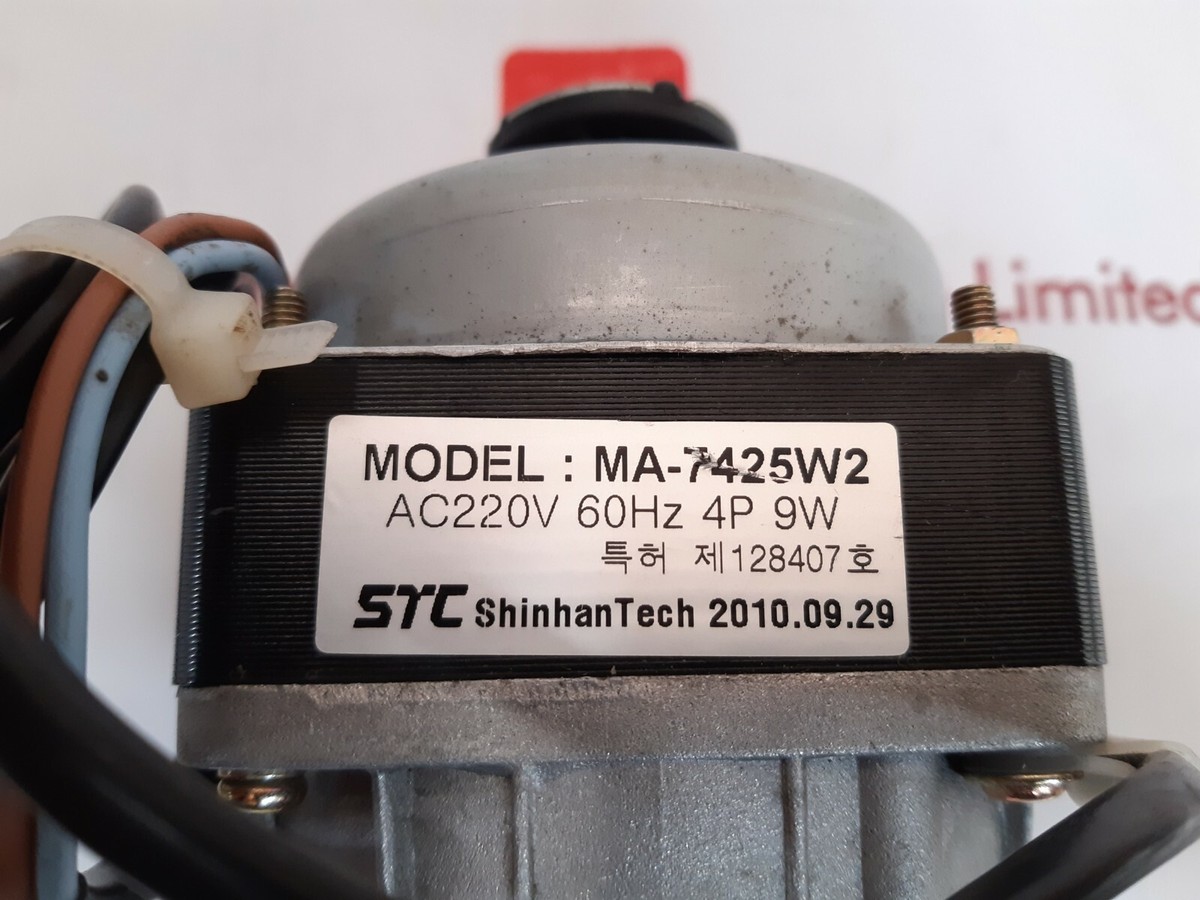 Limited
MODEL : MA-7425W2
AC220V 60Hz 4P 9W
특허 제128407호
STC ShinhanTech 2010.09.29